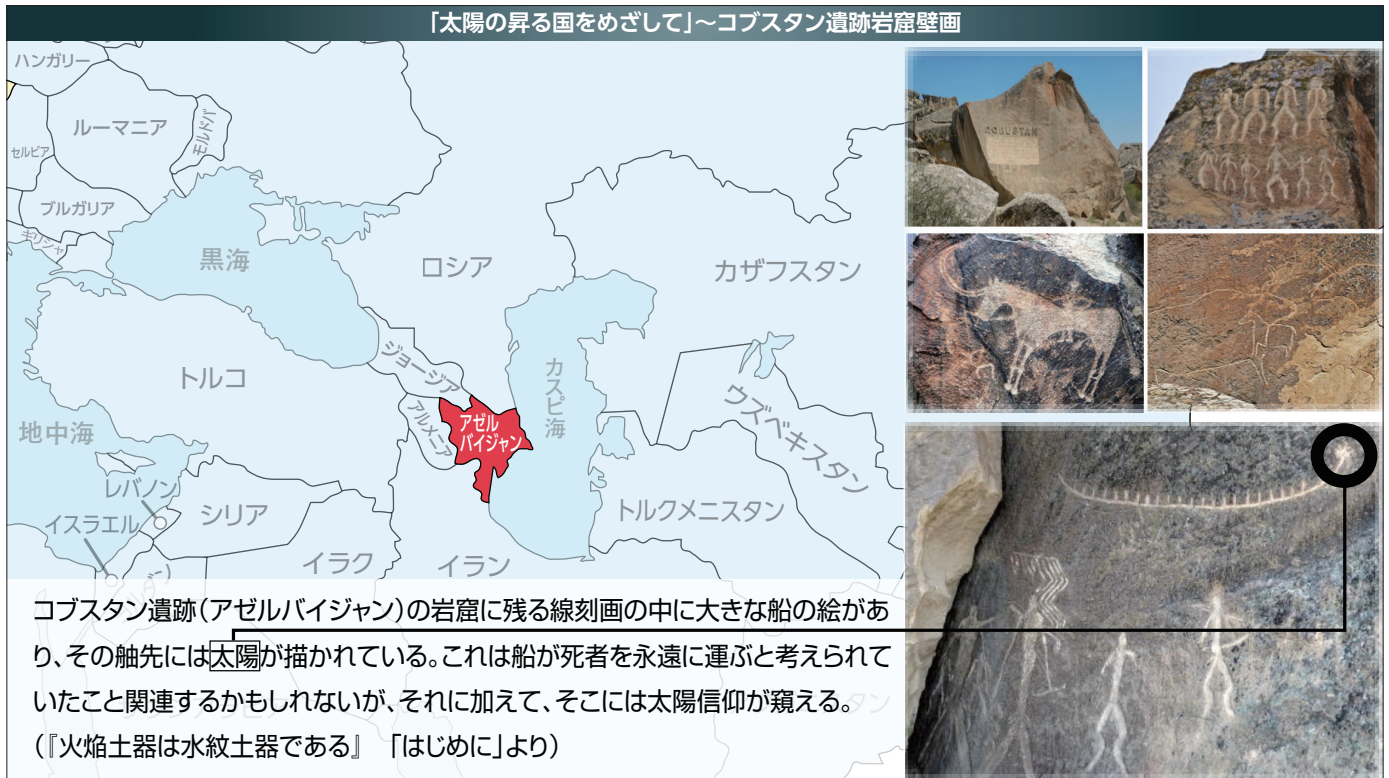 「太陽の昇る国をめざして」~コブスタン遺跡岩窟壁画
ハンガリー
ルーマニア
モルドバ
セルビア
ブルガリア
ギリシャ
黒海
ロシア
カザフスタン
QOBUSTAN
ジョージア
カスピ海
トルコ
アルメニア
アゼル
バイジャン
ウズベキスタン
地中海
レバノン
シリア
イスラエル
トルクメニスタン
イラク
イラン
コブスタン遺跡(アゼルバイジャン)の岩窟に残る線刻画の中に大きな船の絵があ
り、その舳先には太陽が描かれている。これは船が死者を永遠に運ぶと考えられて
いたこと関連するかもしれないが、それに加えて、そこには太陽信仰が窺える。
(『火焔土器は水紋土器である』 「はじめに」より)